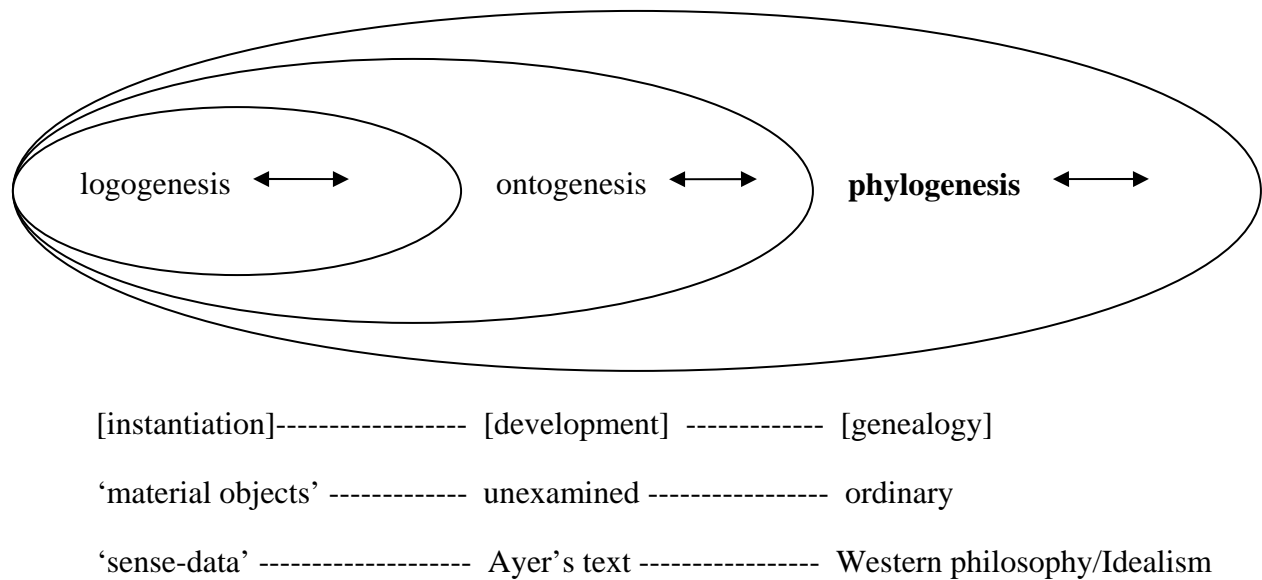 logogenesis ontogenesis phylogenesis
[instantiation]----------------- [development] ------------- [genealogy]
‘material objects’ ------------- unexamined ----------------- ordinary
‘sense-data’ -------------------- Ayer’s text ----------------- Western philosophy/Idealism